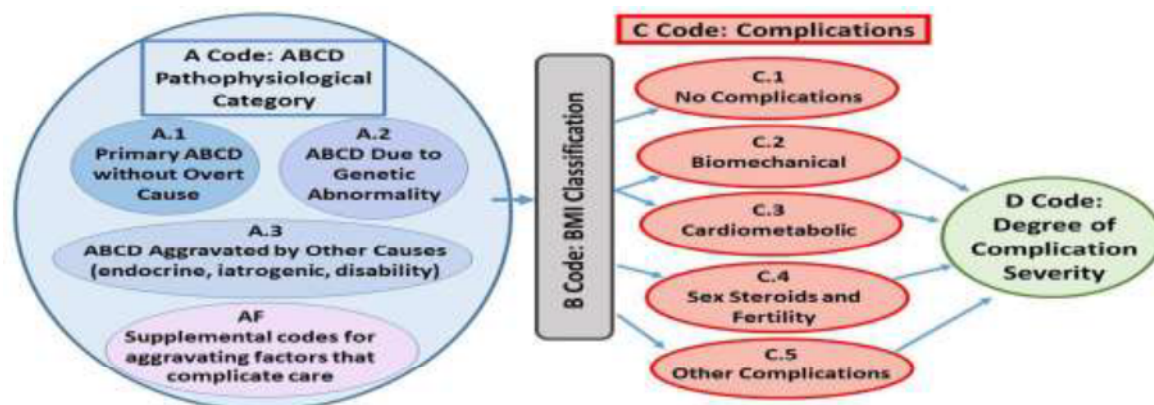 A Code: ABCD
Pathophysiological
Category
A.1
Primary ABCD
without Overt
Cause
A.2
ABCD Due to
Genetic
Abnormality
A.3
ABCD Aggravated by Other Causes
(endocrine, iatrogenic, disability)
AF
Supplemental codes for
aggravating factors that
complicate care
B Code: BMI Classification
C Code: Complications
C.1
No Complications
C.2
Biomechanical
C.3
Cardiometabolic
C.4
Sex Steroids and
Fertility
C.5
Other Complications
D Code:
Degree of
Complication
Severity